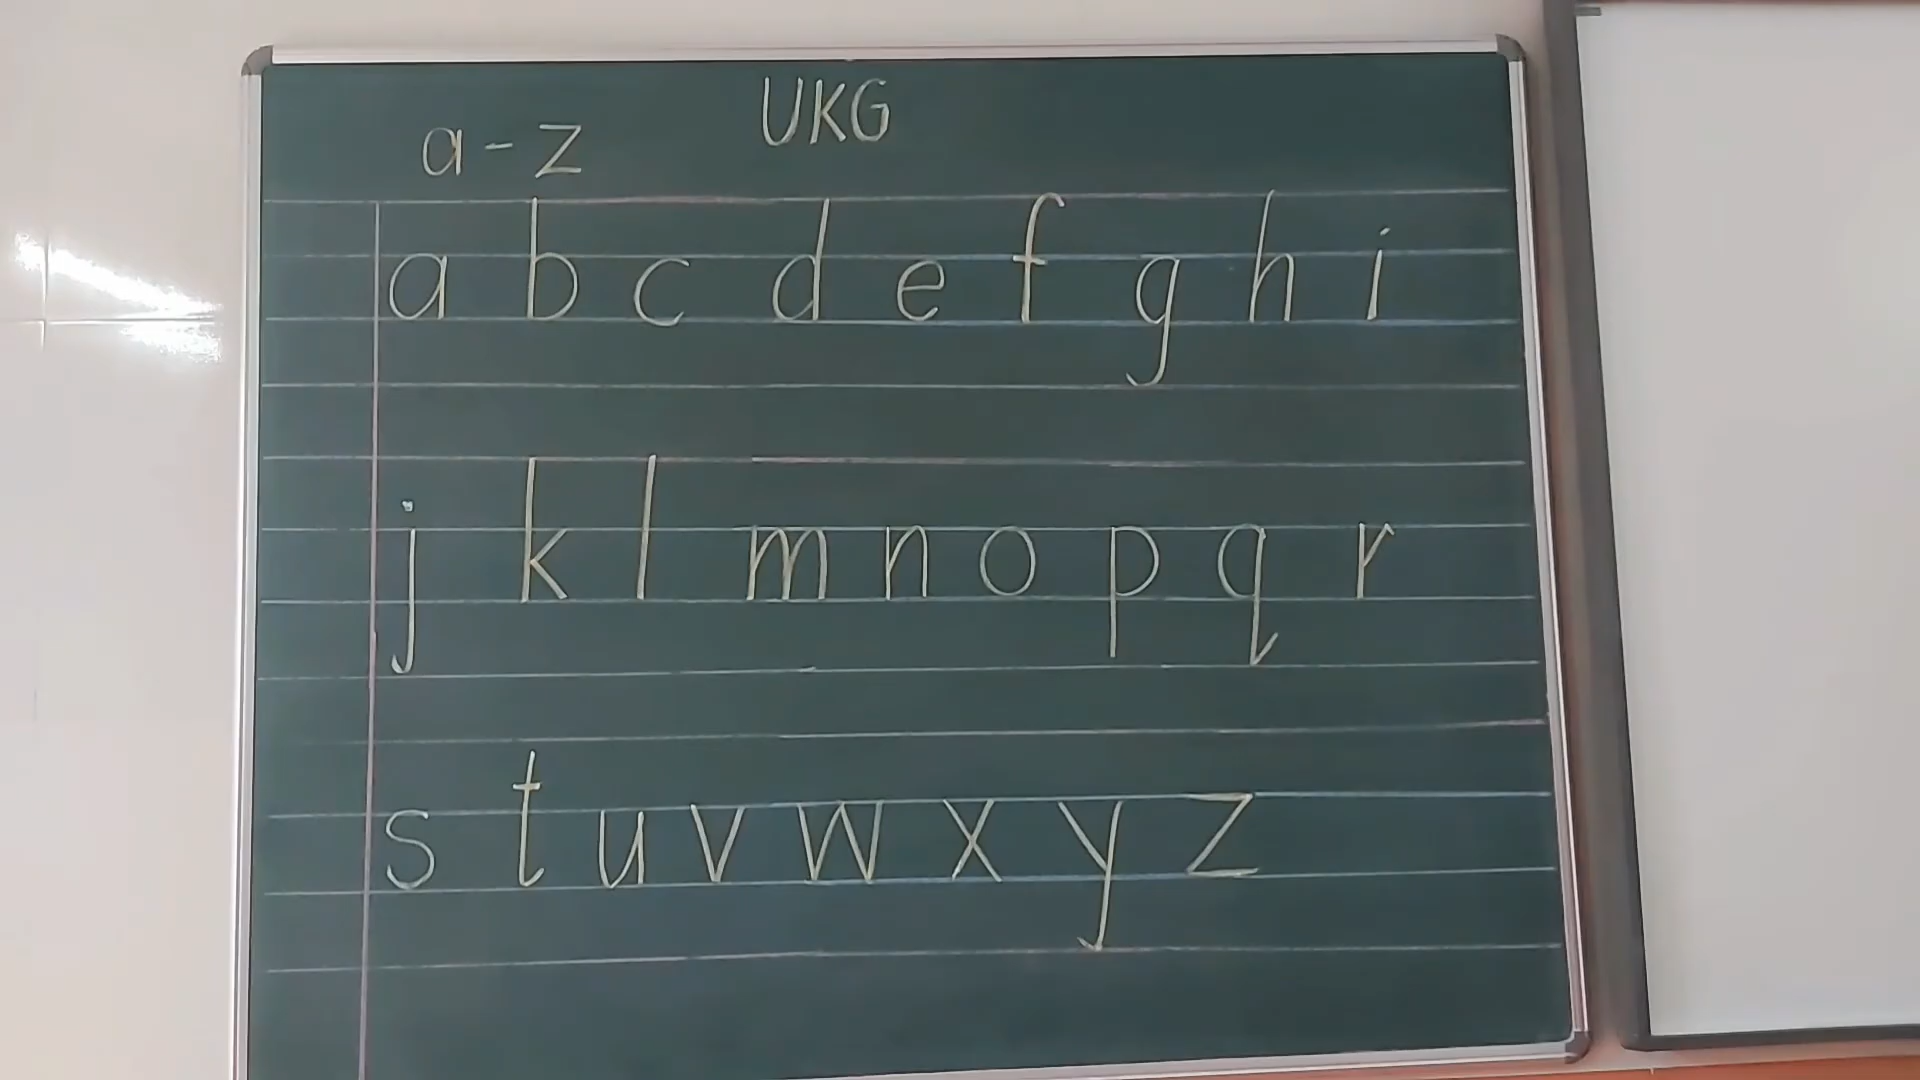 UKG
a - z
a b c d e f g h i
j k l m n o p q r
s t u v w x y z